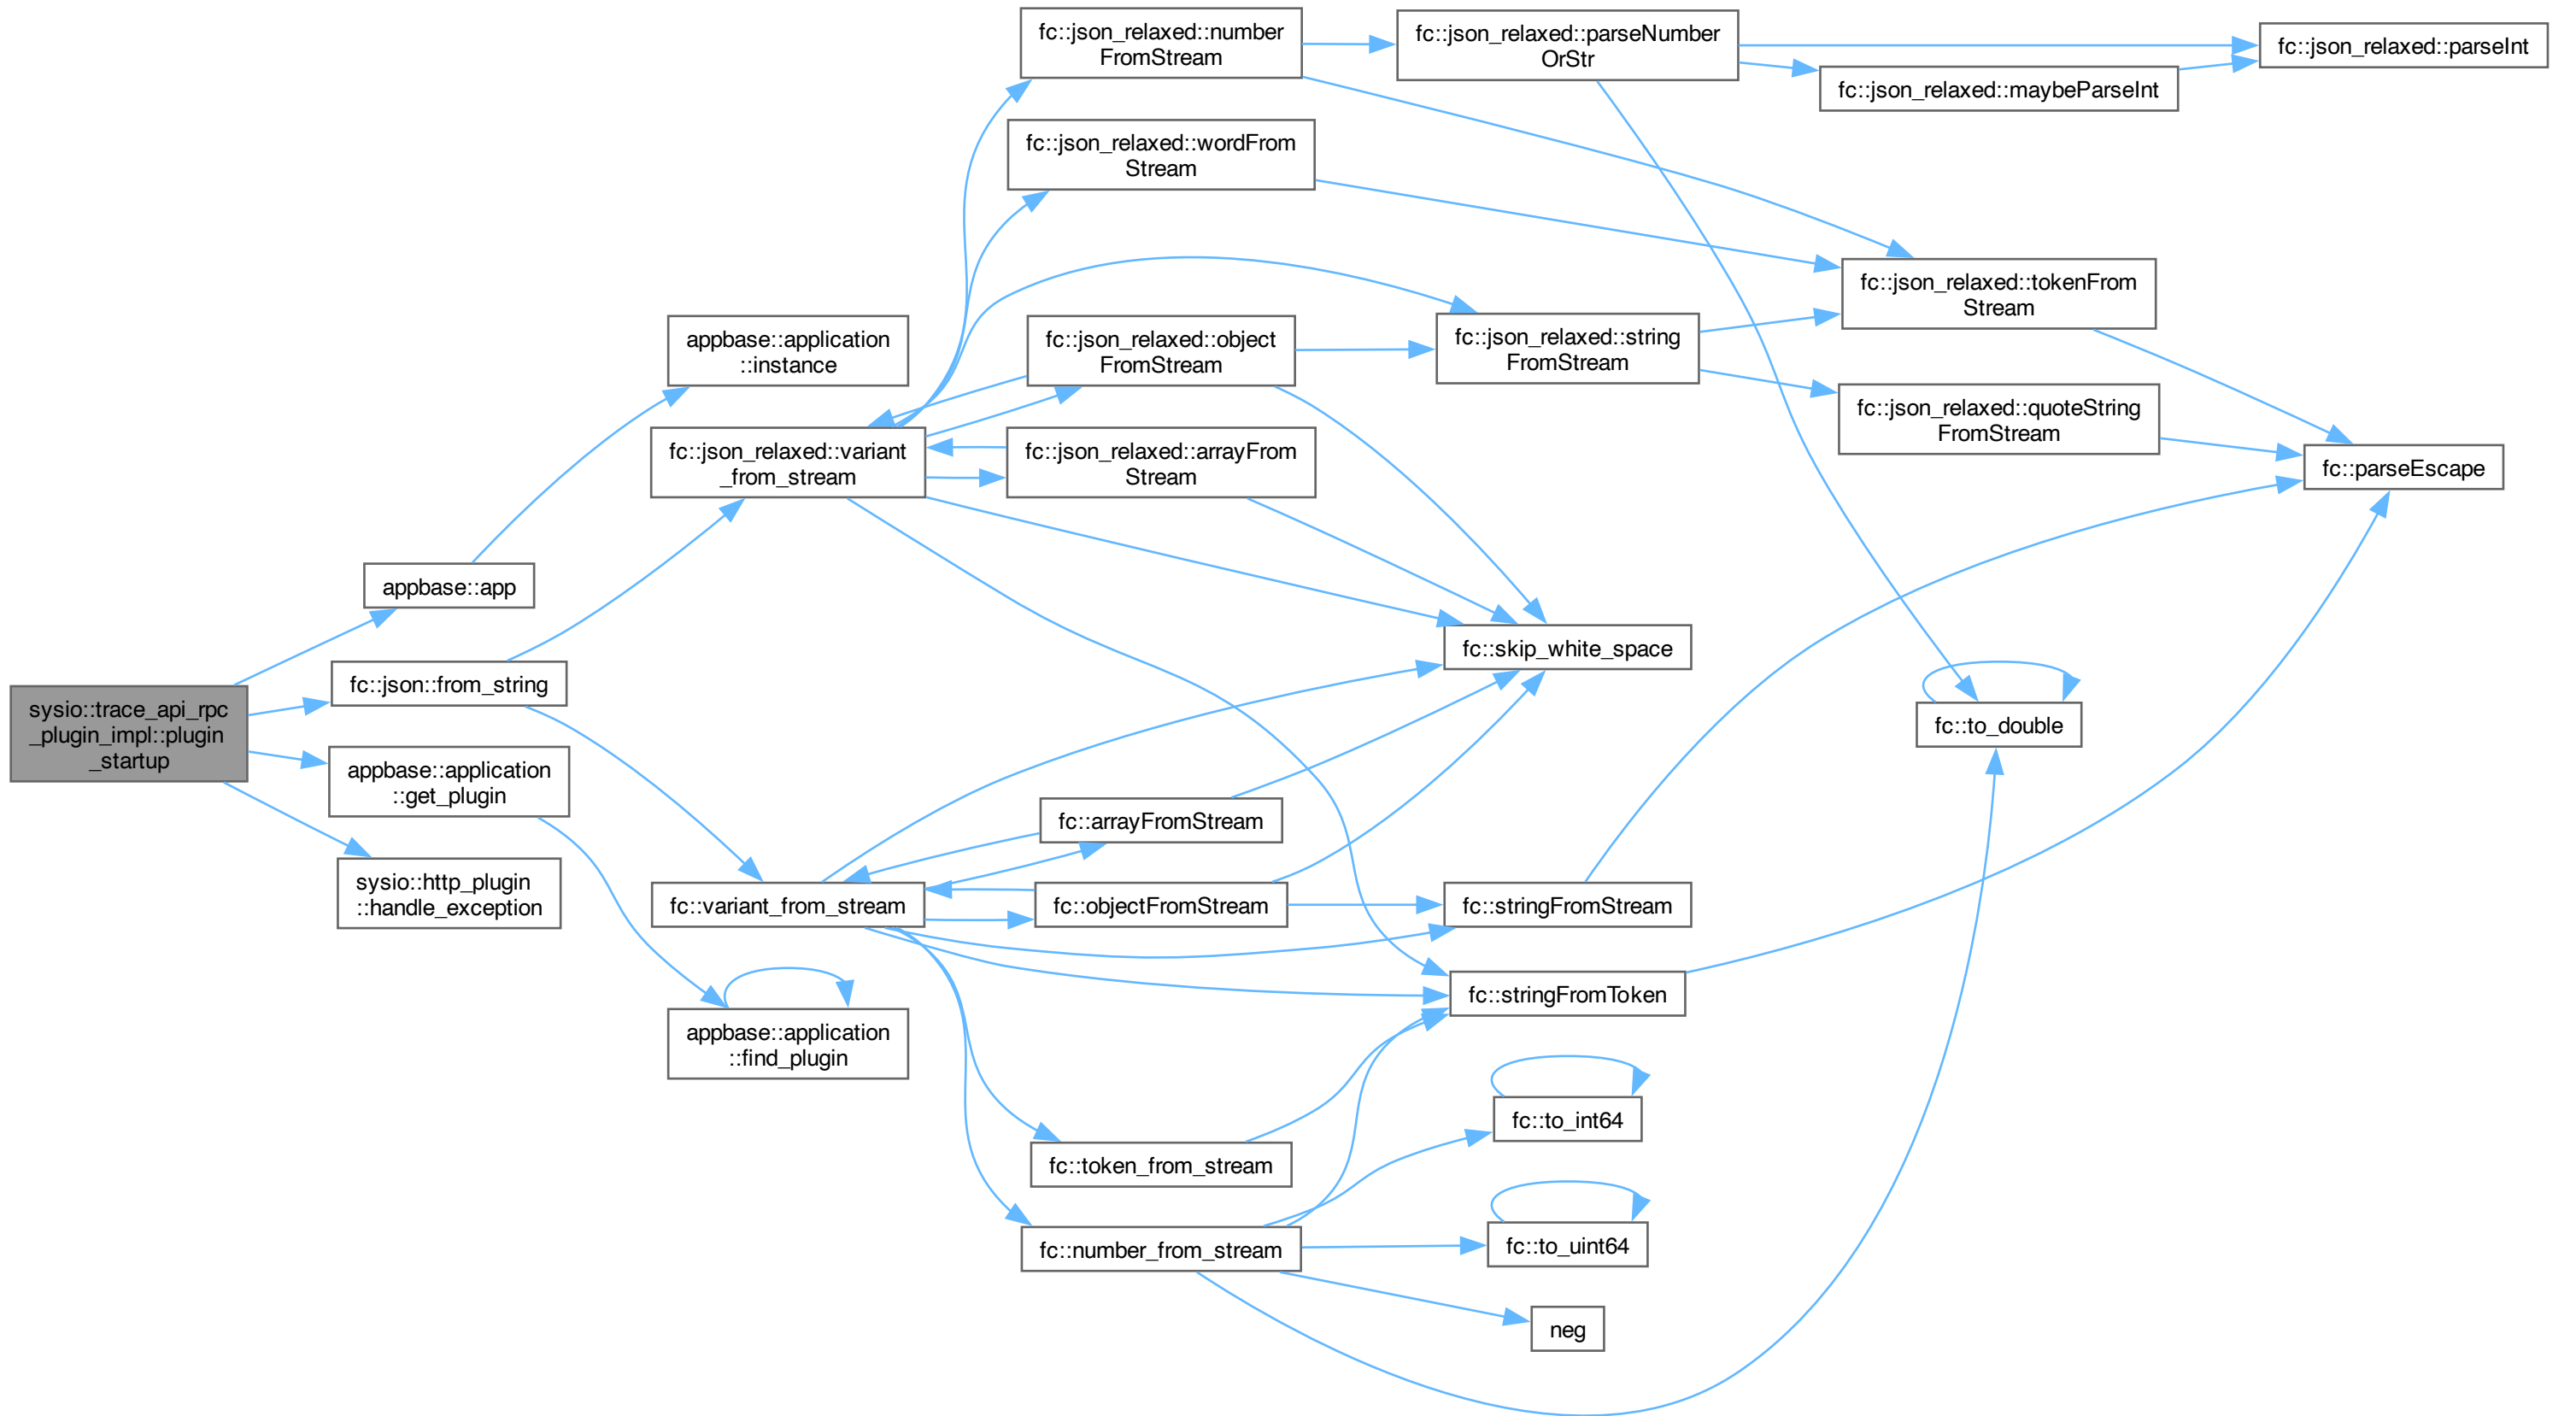 sysio::trace_api_rpc
_plugin_impl::plugin
_startup
appbase::app
fc::json::from_string
appbase::application
::get_plugin
sysio::http_plugin
::handle_exception
appbase::application
::instance
fc::json_relaxed::variant
_from_stream
fc::variant_from_stream
appbase::application
::find_plugin
fc::json_relaxed::number
FromStream
fc::json_relaxed::wordFrom
Stream
fc::json_relaxed::object
FromStream
fc::json_relaxed::arrayFrom
Stream
fc::arrayFromStream
fc::objectFromStream
fc::token_from_stream
fc::number_from_stream
fc::json_relaxed::parseNumber
OrStr
fc::json_relaxed::string
FromStream
fc::skip_white_space
fc::stringFromStream
fc::stringFromToken
fc::to_int64
fc::to_uint64
neg
fc::json_relaxed::maybeParseInt
fc::json_relaxed::tokenFrom
Stream
fc::json_relaxed::quoteString
FromStream
fc::to_double
fc::json_relaxed::parseInt
fc::parseEscape